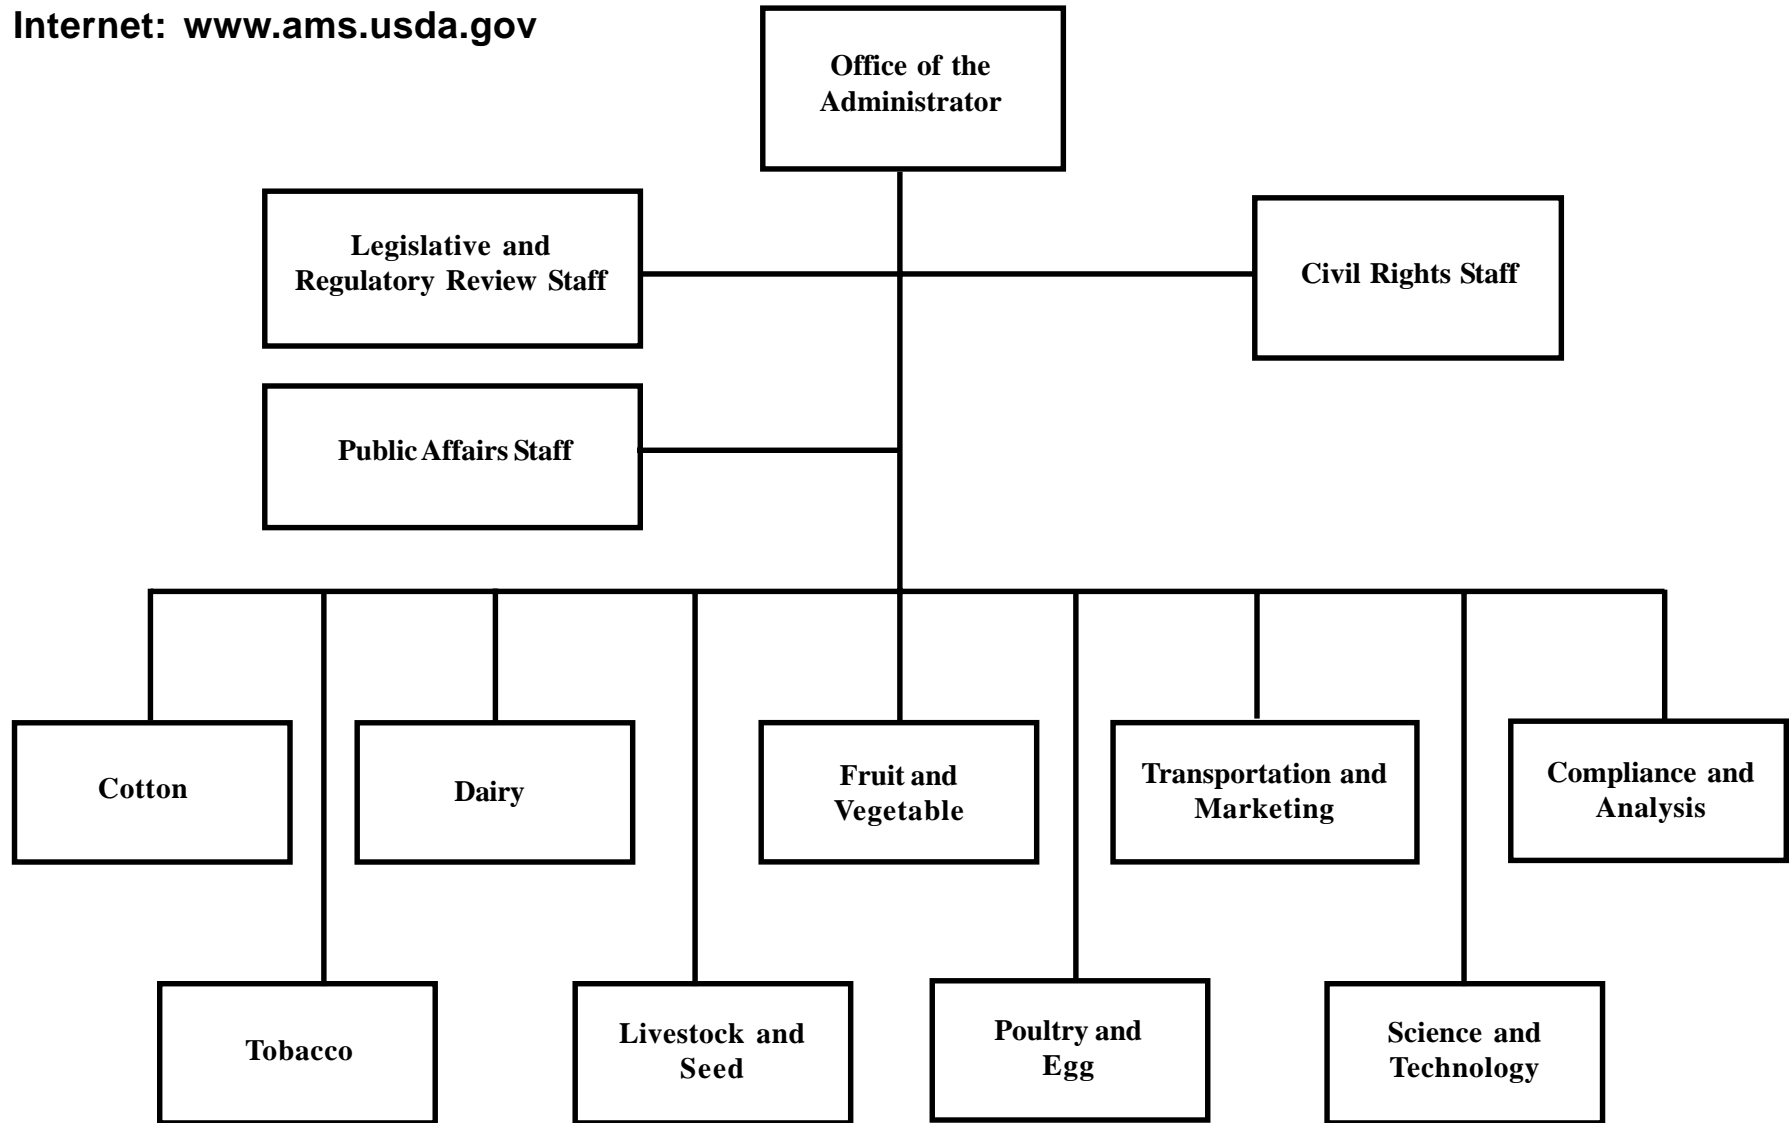 Internet: www.ams.usda.gov
Office of the
Administrator
Legislative and
Regulatory Review Staff
Civil Rights Staff
Public Affairs Staff
Cotton
Dairy
Fruit and
Vegetable
Transportation and
Marketing
Compliance and
Analysis
Tobacco
Livestock and
Seed
Poultry and
Egg
Science and
Technology